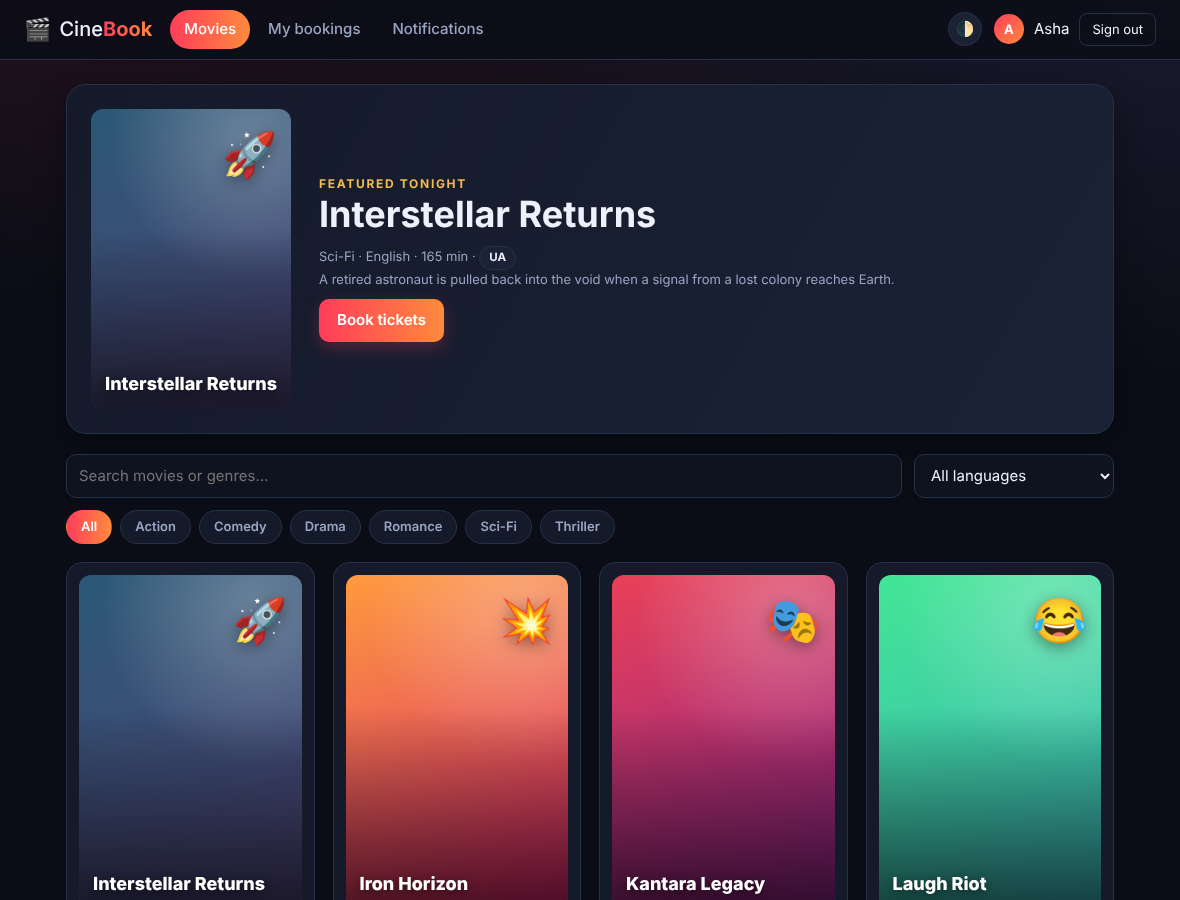 CineBook
Movies
My bookings
Notifications
A
Asha
Sign out
Interstellar Returns
FEATURED TONIGHT
Interstellar Returns
Sci-Fi · English · 165 min · UA
A retired astronaut is pulled back into the void when a signal from a lost colony reaches Earth.
Book tickets
Search movies or genres...
All languages
All
Action
Comedy
Drama
Romance
Sci-Fi
Thriller
Interstellar Returns
Iron Horizon
Kantara Legacy
Laugh Riot